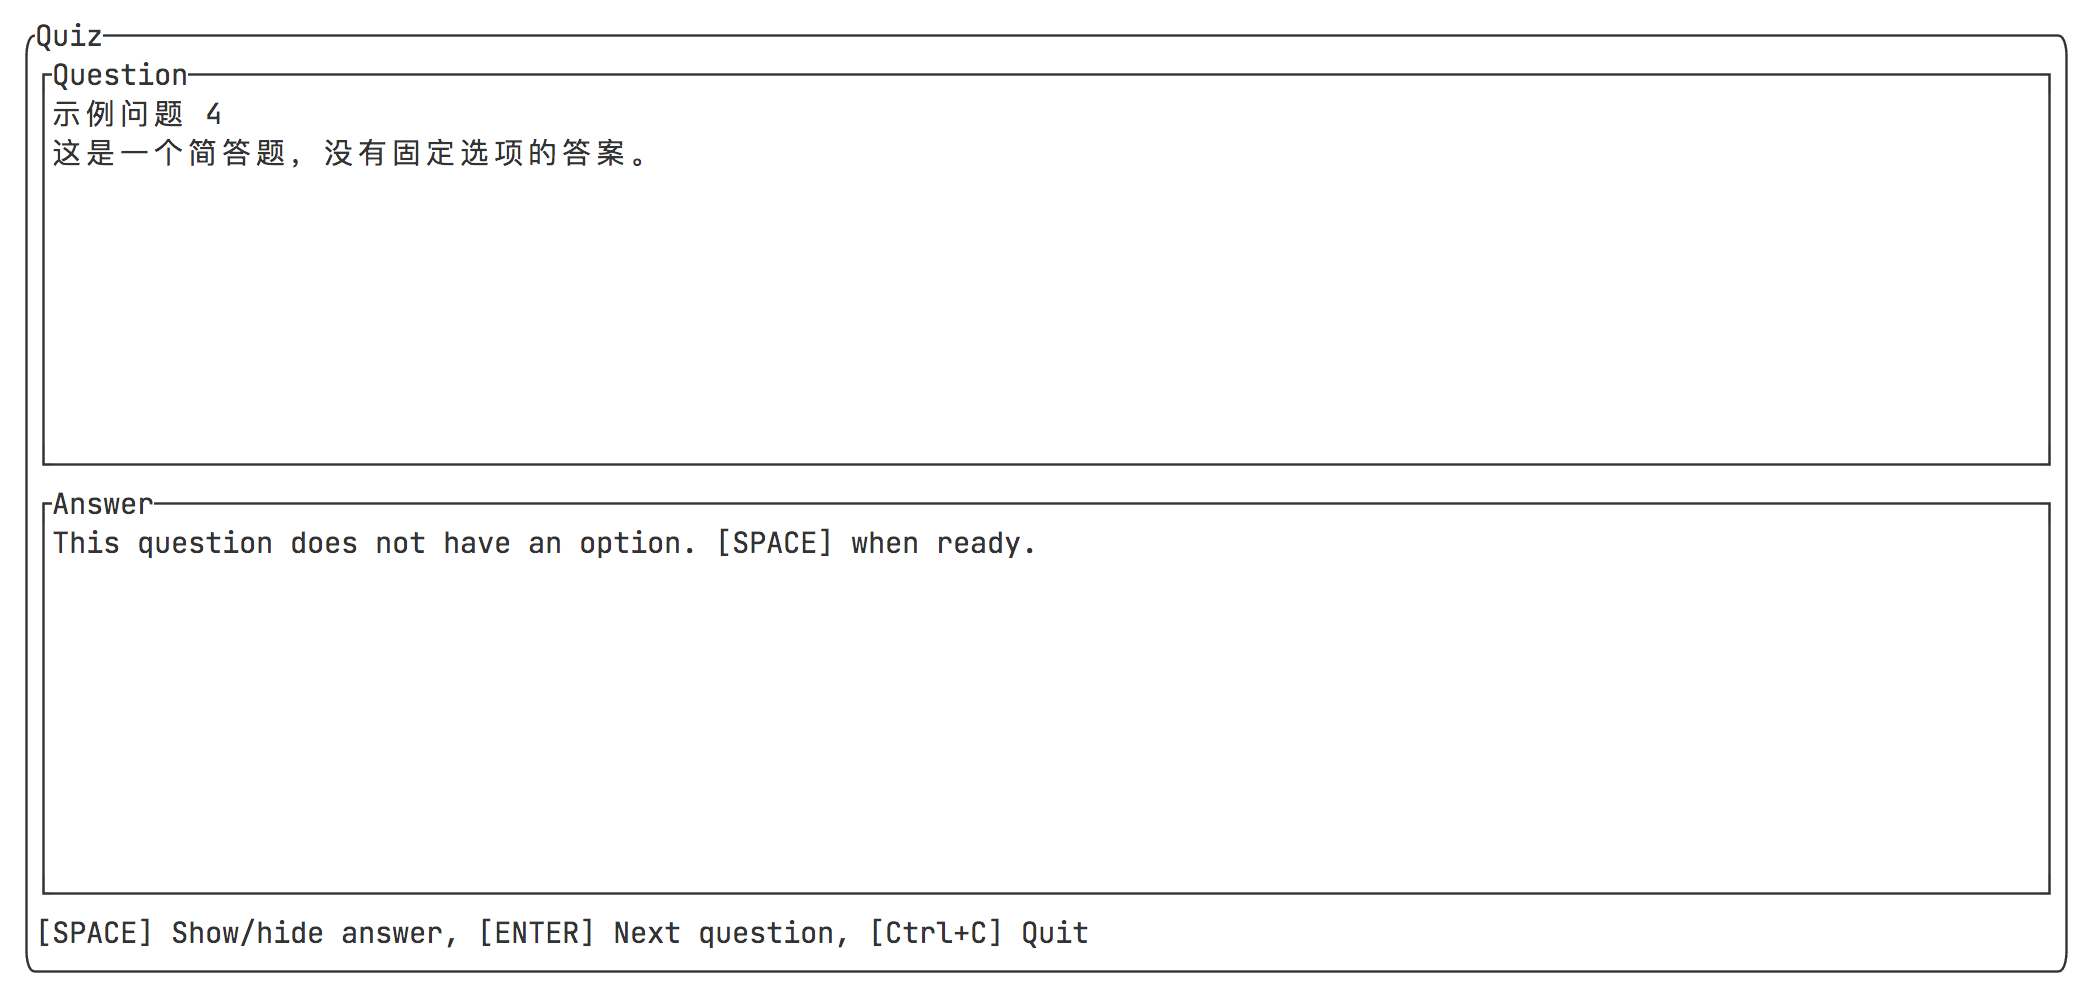 Quiz
Question
示例问题 4
这是一个简答题，没有固定选项的答案。
Answer
This question does not have an option. [SPACE] when ready.
[SPACE] Show/hide answer, [ENTER] Next question, [Ctrl+C] Quit